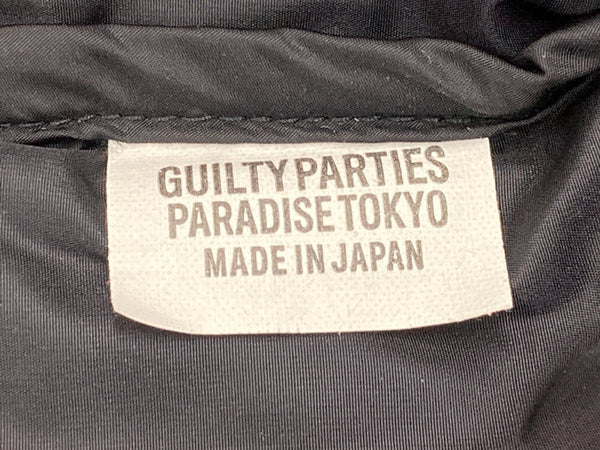 GUILTY PARTIES
PARADISE TOKYO
MADE IN JAPAN